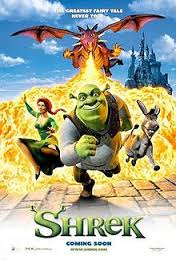 THE GREATEST FAIRY TALE
NEVER TOLD
SHREK
COMING SOON